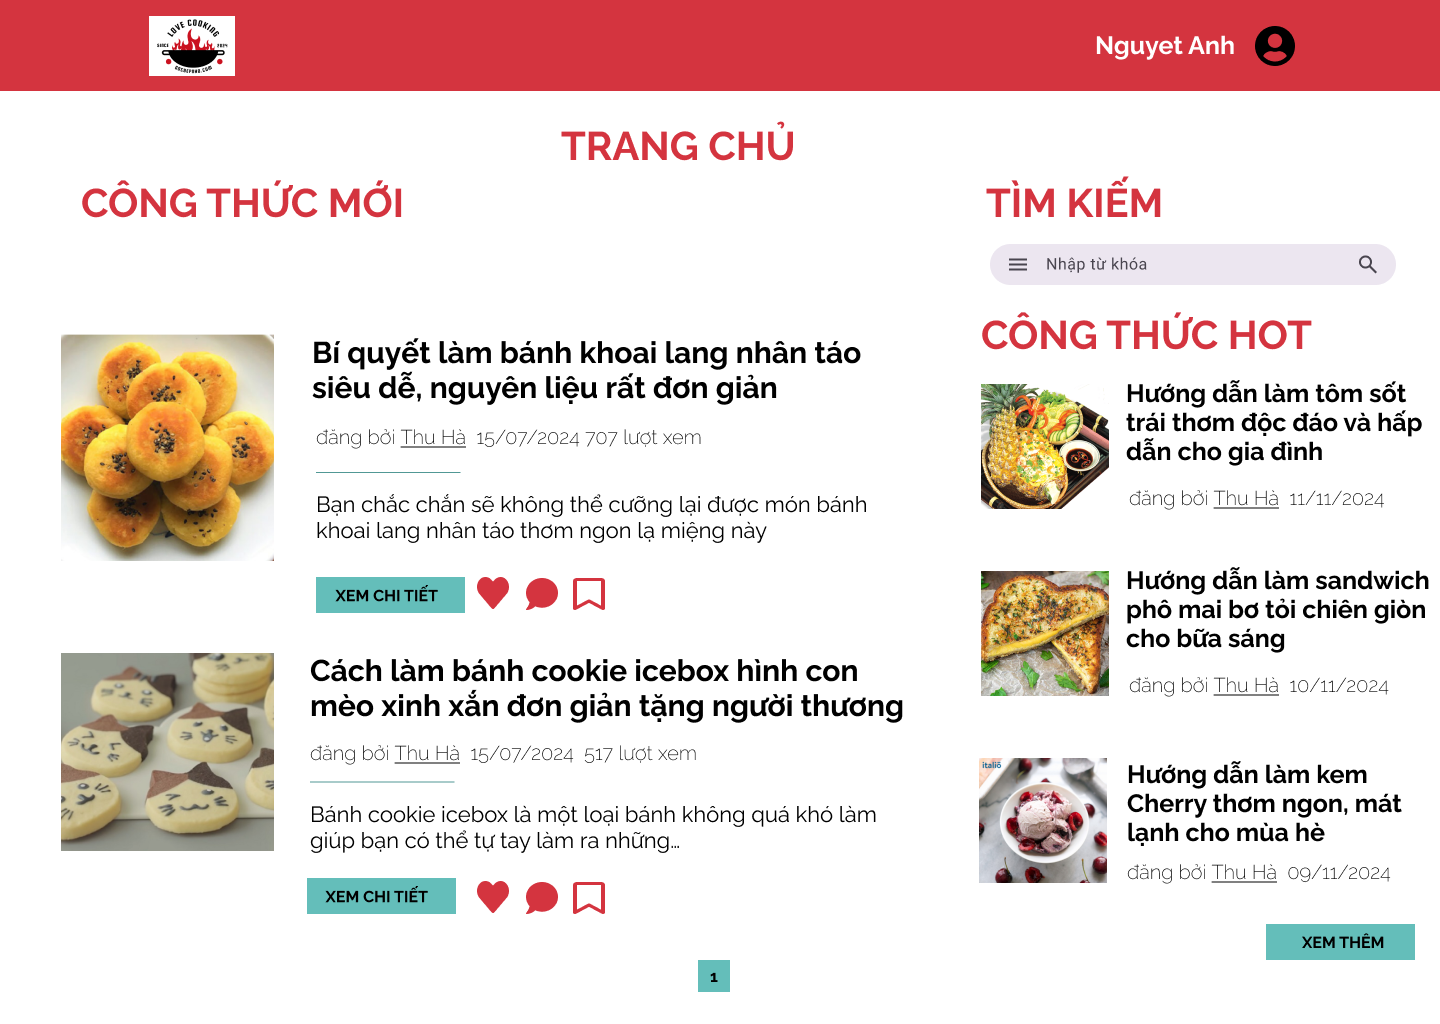 LOVE COOKING
SINCE
2024
Nguyet Anh
TRANG CHỦ
CÔNG THỨC MỚI
Bí quyết làm bánh khoai lang nhân táo
siêu dễ, nguyên liệu rất đơn giản
đăng bởi Thu Hà 15/07/2024 707 lượt xem
Bạn chắc chắn sẽ không thể cưỡng lại được món bánh
khoai lang nhân táo thơm ngon lạ miệng này
XEM CHI TIẾT
Cách làm bánh cookie icebox hình con
mèo xinh xắn đơn giản tặng người thương
đăng bởi Thu Hà 15/07/2024 517 lượt xem
Bánh cookie icebox là một loại bánh không quá khó làm
giúp bạn có thể tự tay làm ra những...
XEM CHI TIẾT
1
TÌM KIẾM
Nhập từ khóa
CÔNG THỨC HOT
Hướng dẫn làm tôm sốt
trái thơm độc đáo và hấp
dẫn cho gia đình
đăng bởi Thu Hà 11/11/2024
Hướng dẫn làm sandwich
phô mai bơ tỏi chiên giòn
cho bữa sáng
đăng bởi Thu Hà 10/11/2024
italiō
Hướng dẫn làm kem
Cherry thơm ngon, mát
lạnh cho mùa hè
đăng bởi Thu Hà 09/11/2024
XEM THÊM